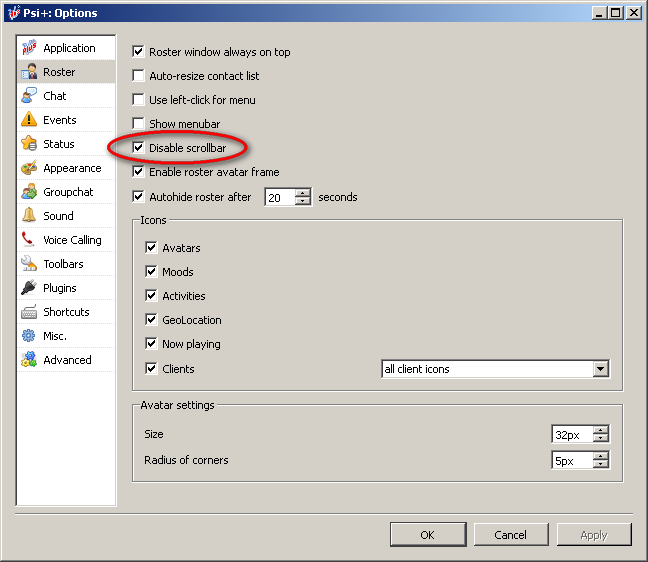 Psi+: Options
Application
Roster
Chat
Events
Status
Appearance
Groupchat
Sound
Voice Calling
Toolbars
Plugins
Shortcuts
Misc.
Advanced
Roster window always on top
Auto-resize contact list
Use left-click for menu
Show menubar
Disable scrollbar
Enable roster avatar frame
Autohide roster after 20 seconds
Icons
Avatars
Moods
Activities
GeoLocation
Now playing
Clients all client icons
Avatar settings
Size 32px
Radius of corners 5px
OK Cancel Apply